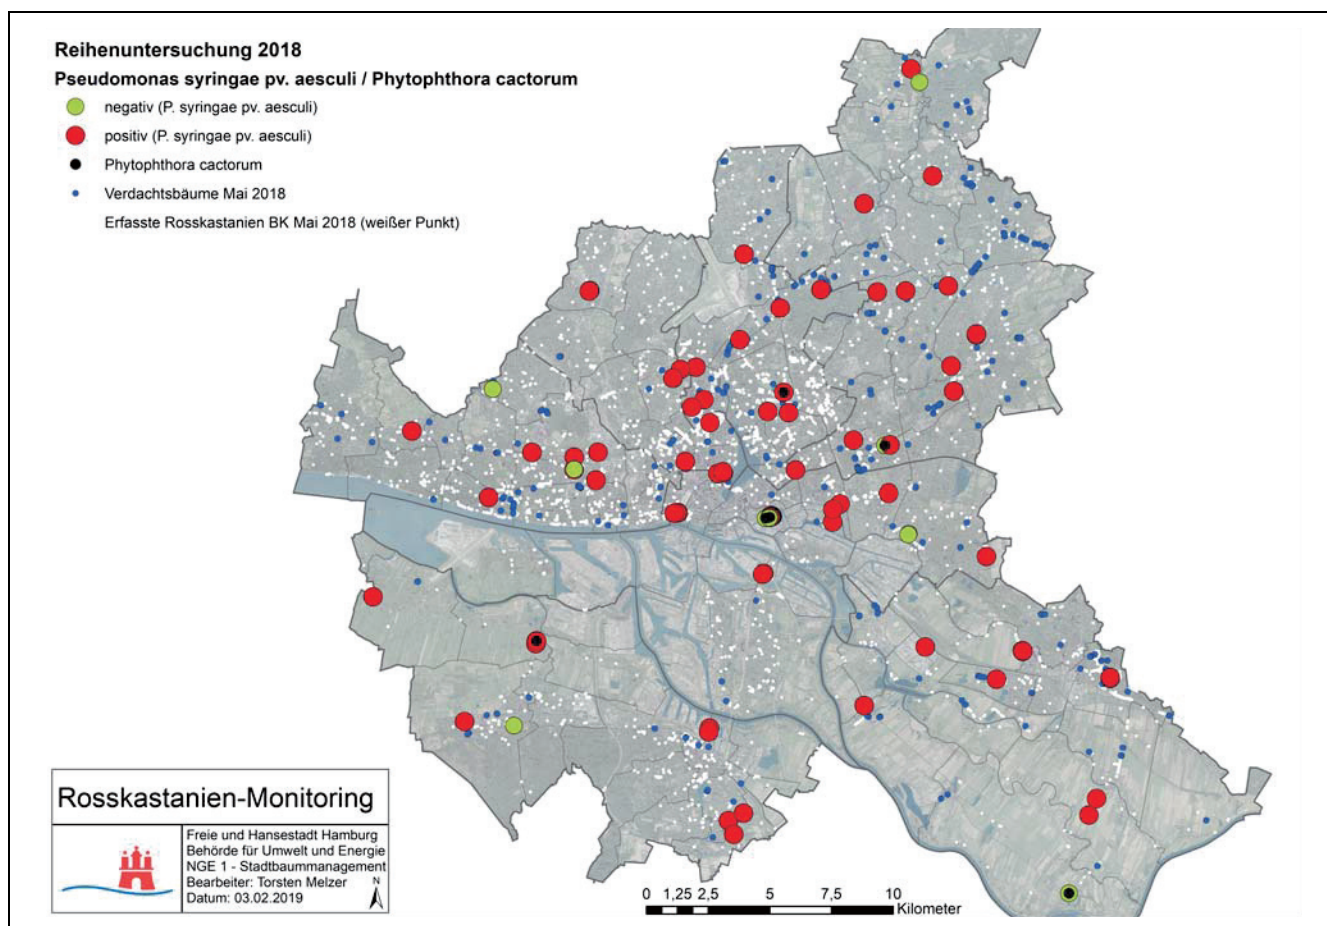 Reihenuntersuchung 2018
Pseudomonas syringae pv. aesculi / Phytophthora cactorum
negativ (P. syringae pv. aesculi)
positiv (P. syringae pv. aesculi)
Phytophthora cactorum
Verdachtsbäume Mai 2018
Erfasste Rosskastanien BK Mai 2018 (weißer Punkt)
Rosskastanien-Monitoring
Freie und Hansestadt Hamburg
Behörde für Umwelt und Energie
NGE 1 - Stadtbaummanagement
Bearbeiter: Torsten Melzer
Datum: 03.02.2019
N
0 1,25 2,5 5 7,5 10
Kilometer